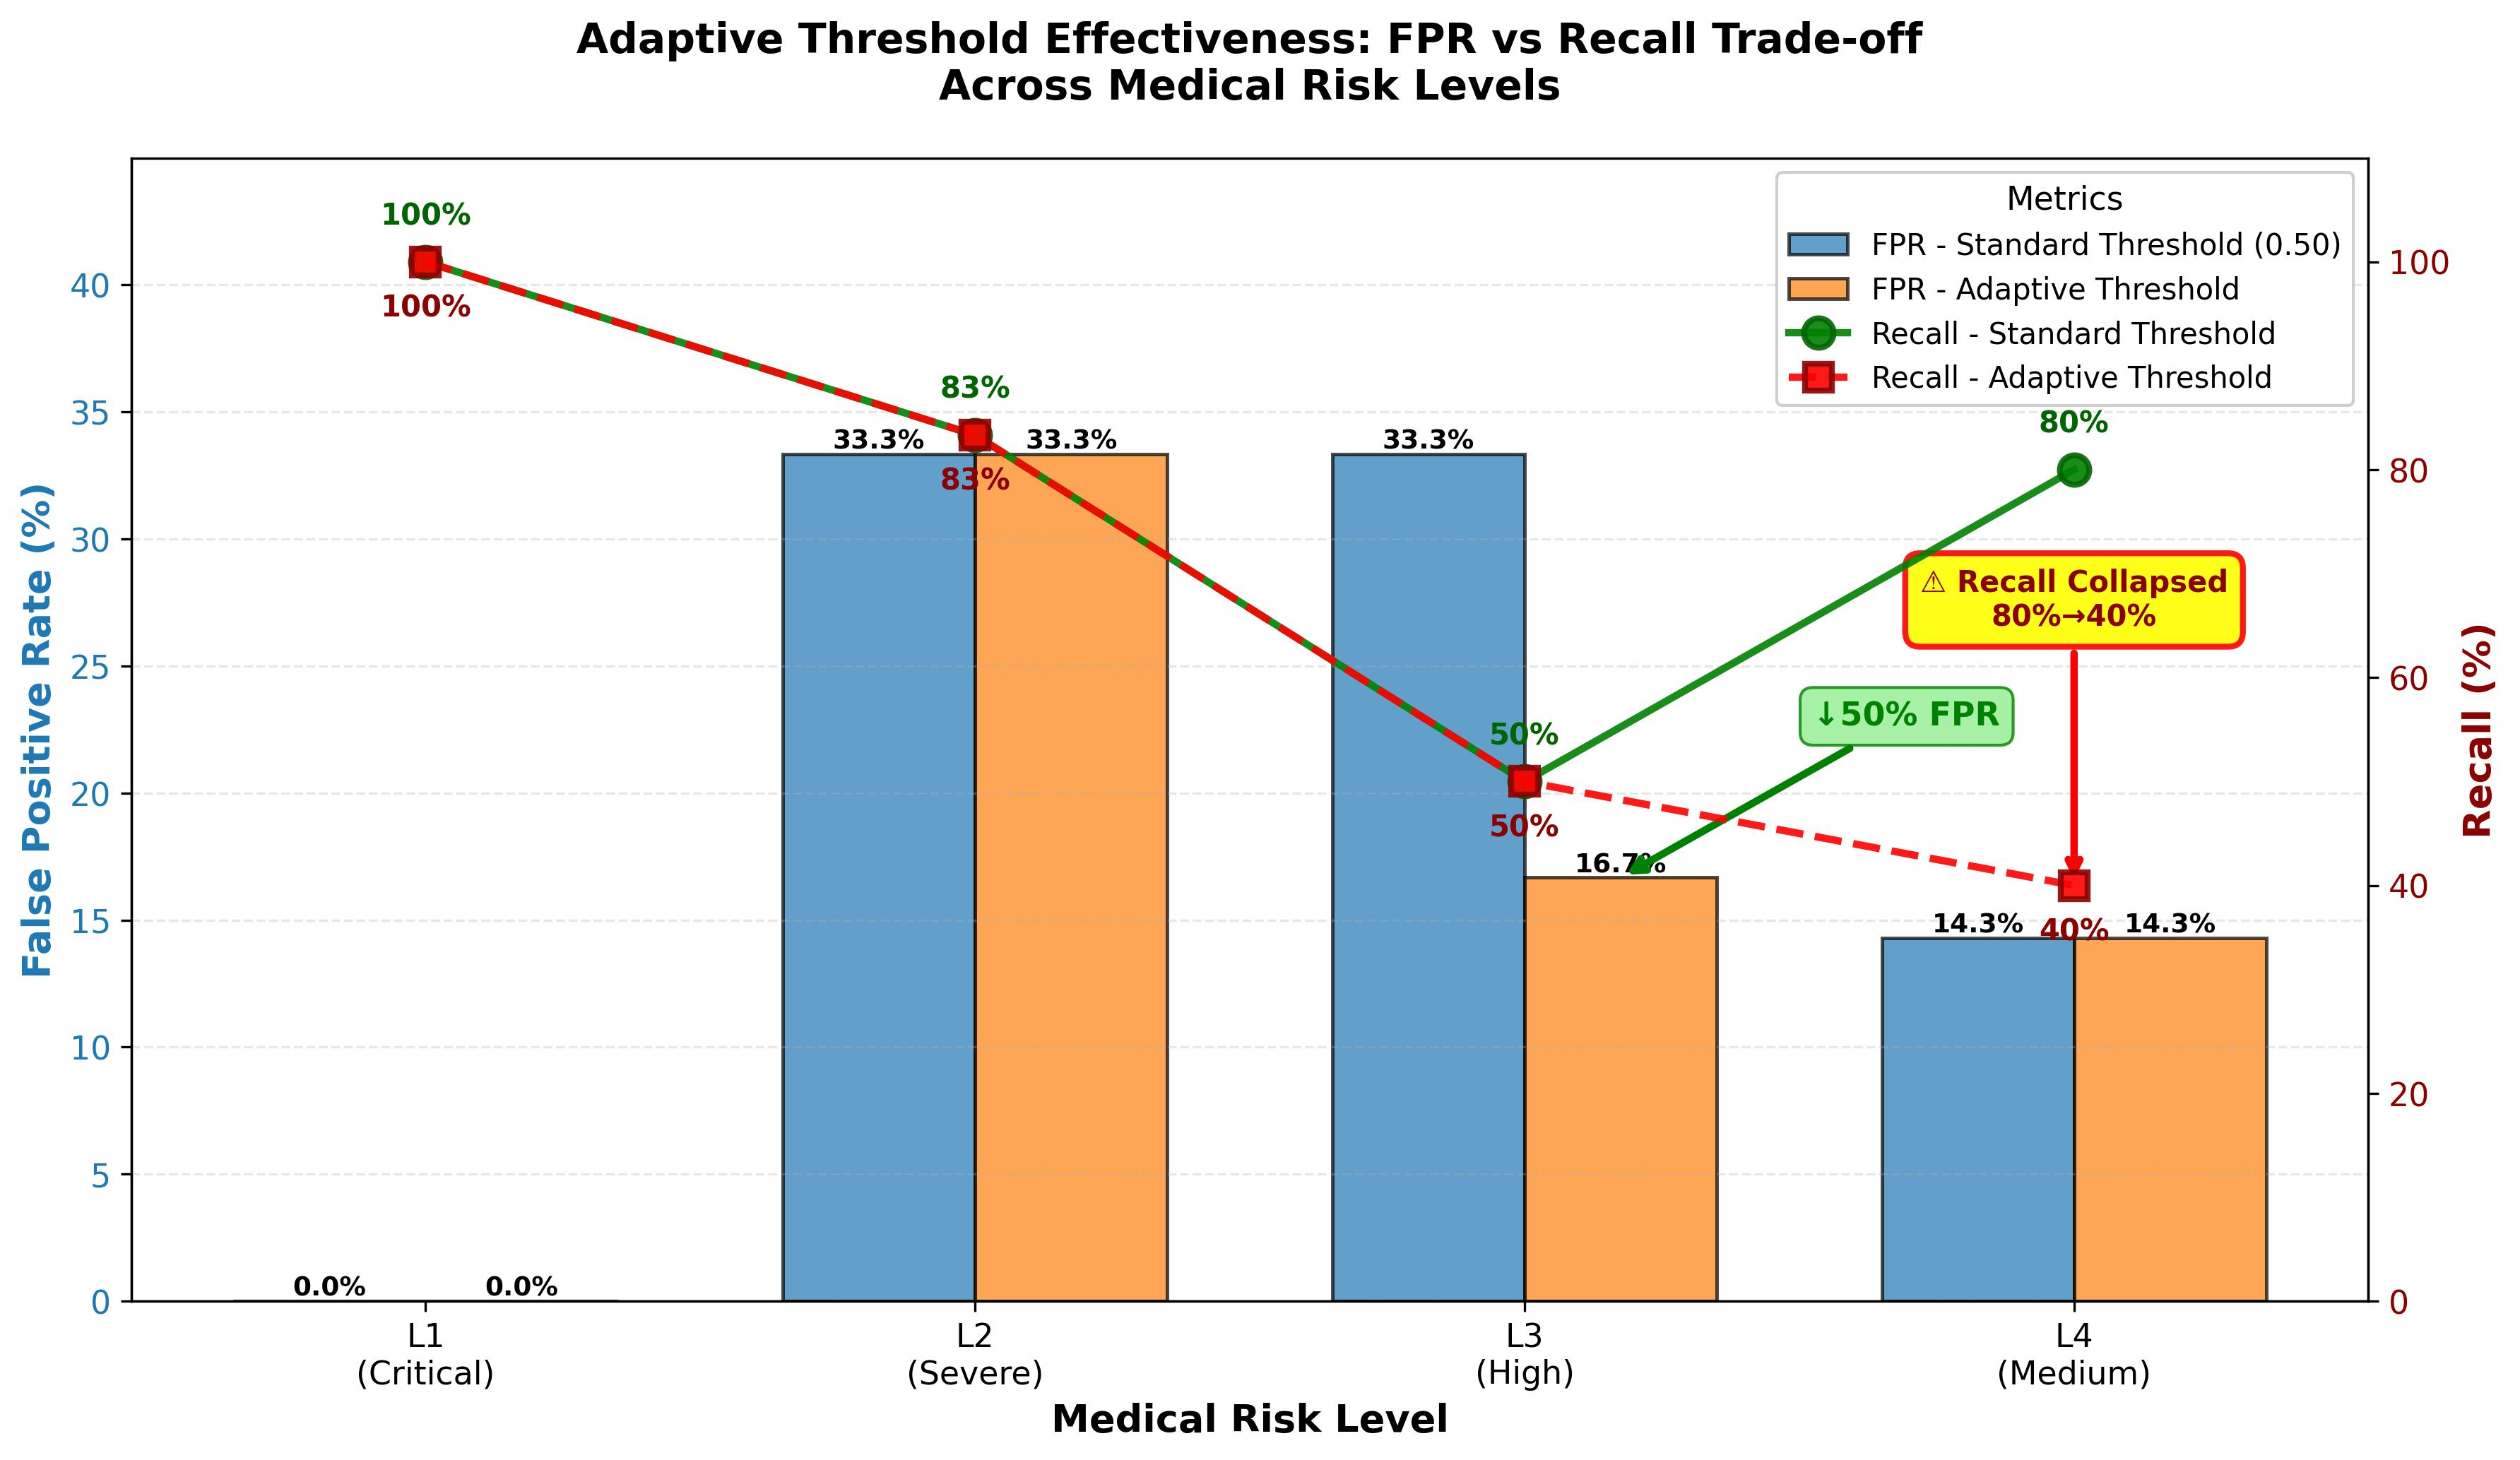 Adaptive Threshold Effectiveness: FPR vs Recall Trade-off
Across Medical Risk Levels
Metrics
FPR - Standard Threshold (0.50)
FPR - Adaptive Threshold
Recall - Standard Threshold
Recall - Adaptive Threshold
False Positive Rate (%)
40
35
30
25
20
15
10
5
0
100%
100%
83%
83%
33.3%
33.3%
33.3%
50%
50%
16.7%
80%
⚠ Recall Collapsed
80%→40%
↓50% FPR
14.3%
40%
14.3%
0.0%
0.0%
100
80
60
40
20
0
Recall (%)
L1
(Critical)
L2
(Severe)
L3
(High)
L4
(Medium)
Medical Risk Level